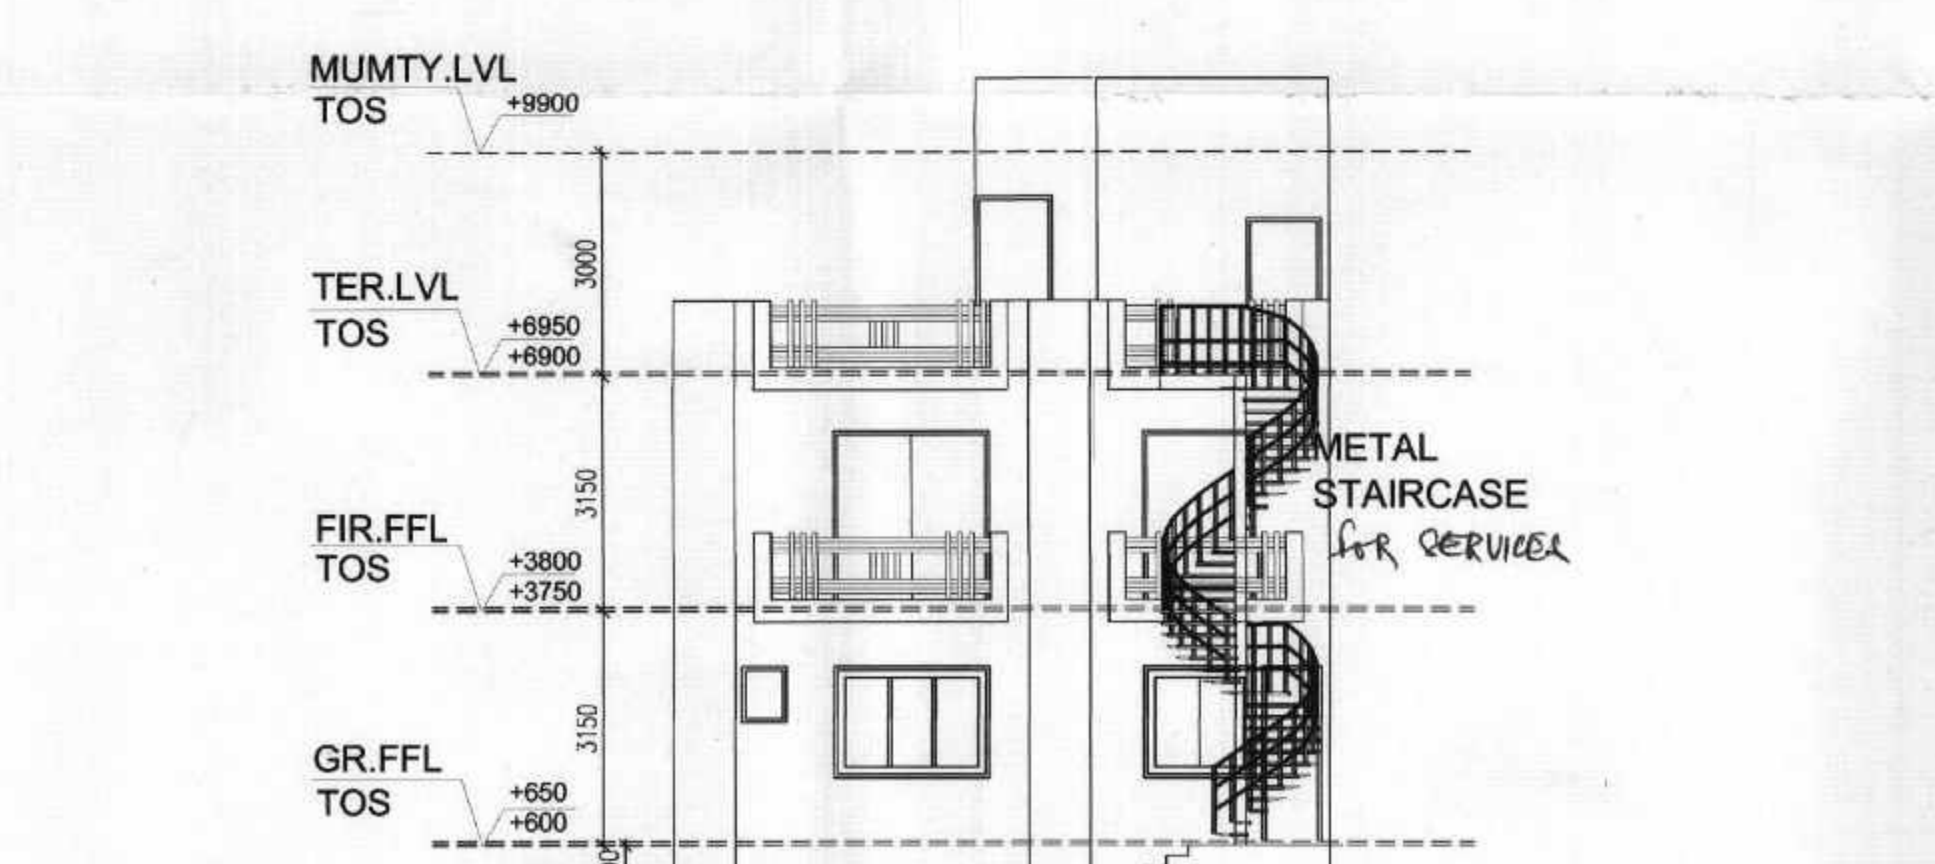 MUMTY.LVL
TOS
+9900
3000
TER.LVL
TOS
+6950
+6900
METAL
STAIRCASE
FOR SERVICES
3150
FIR.FFL
TOS
+3800
+3750
3150
GR.FFL
TOS
+650
+600